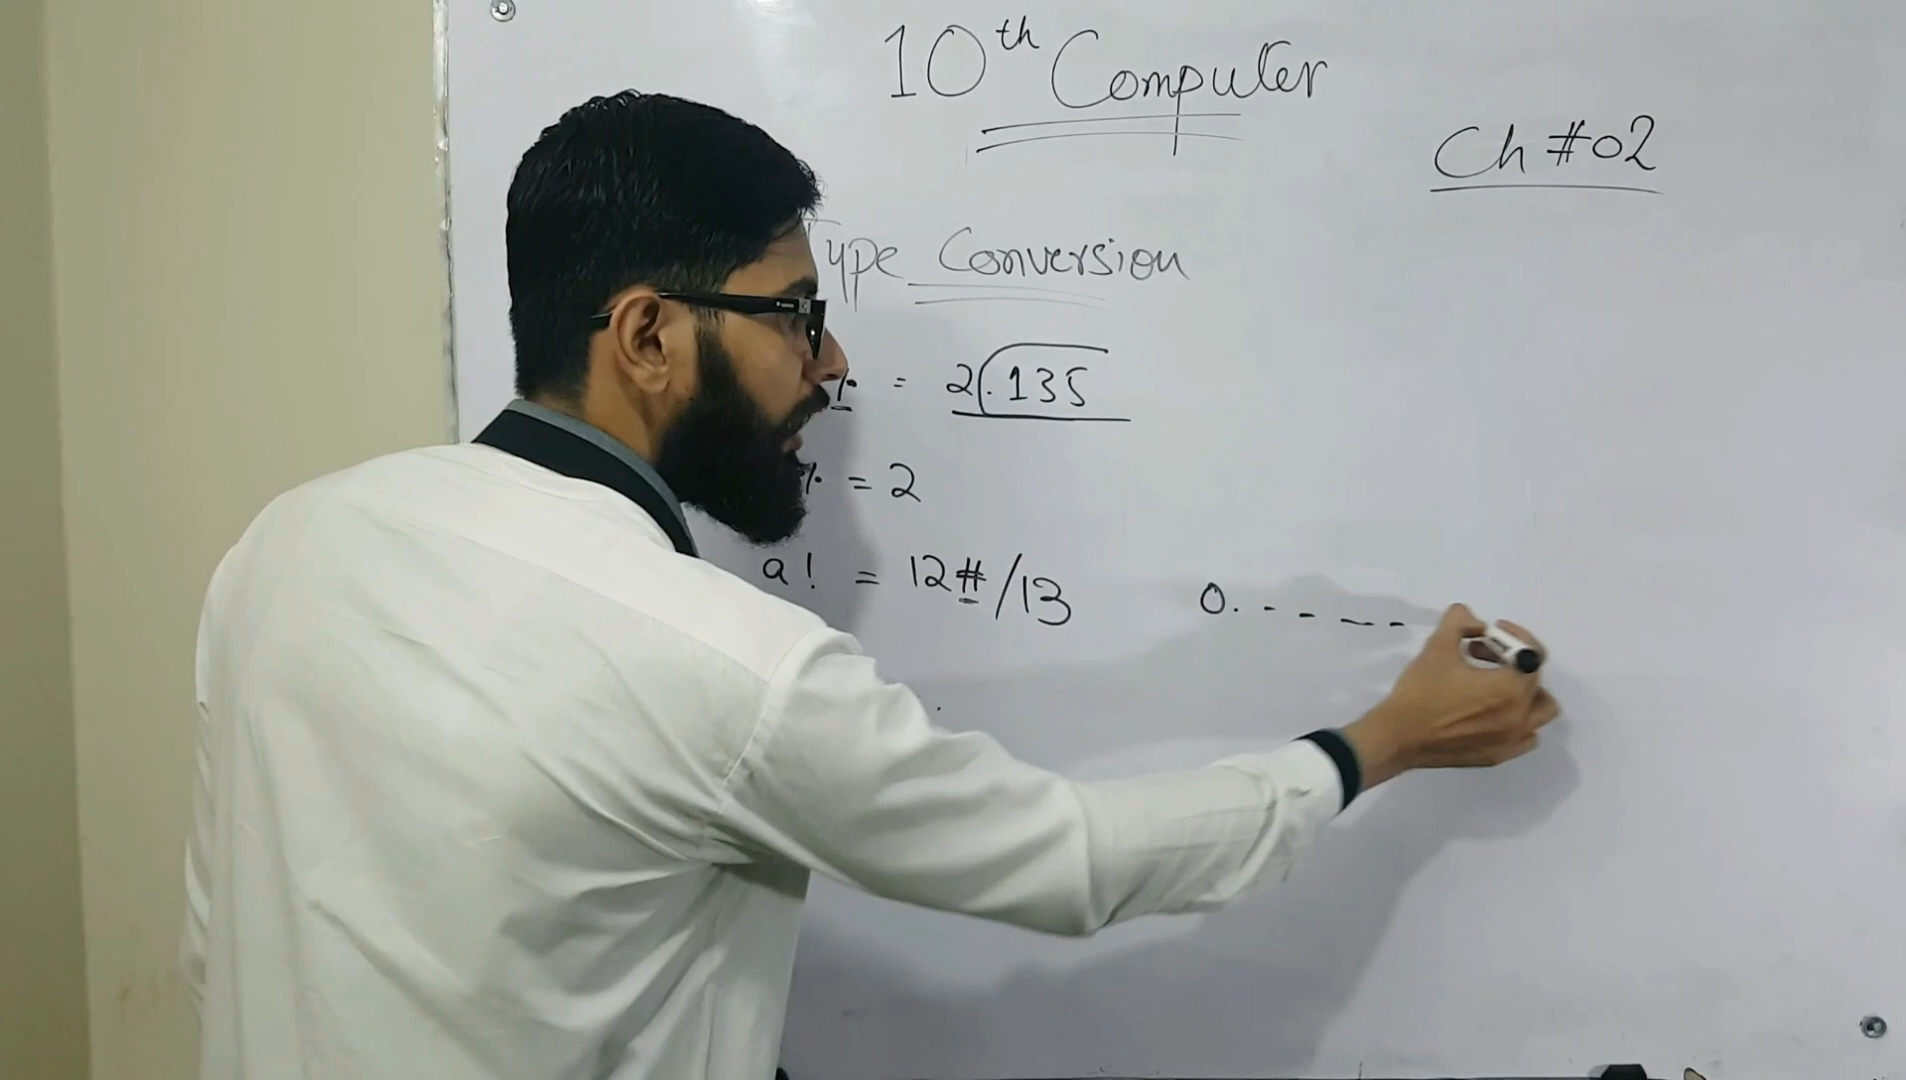 10th Computer
Ch #02
Type Conversion
% = 2.135
% = 2
a! = 12#/13 0. - - - -